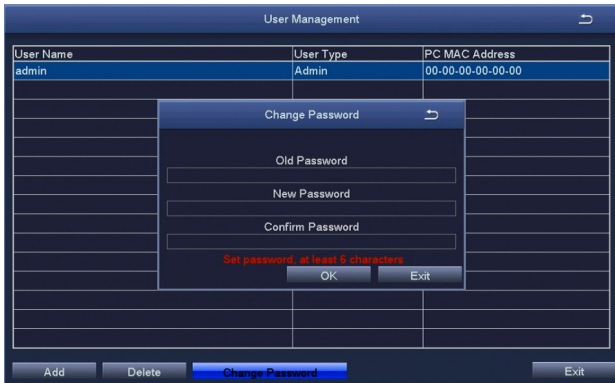 User Management
User Name User Type PC MAC Address
admin Admin 00-00-00-00-00-00
Change Password
Old Password
New Password
Confirm Password
Set password, at least 6 characters
OK Exit
Add Delete Change Password Exit